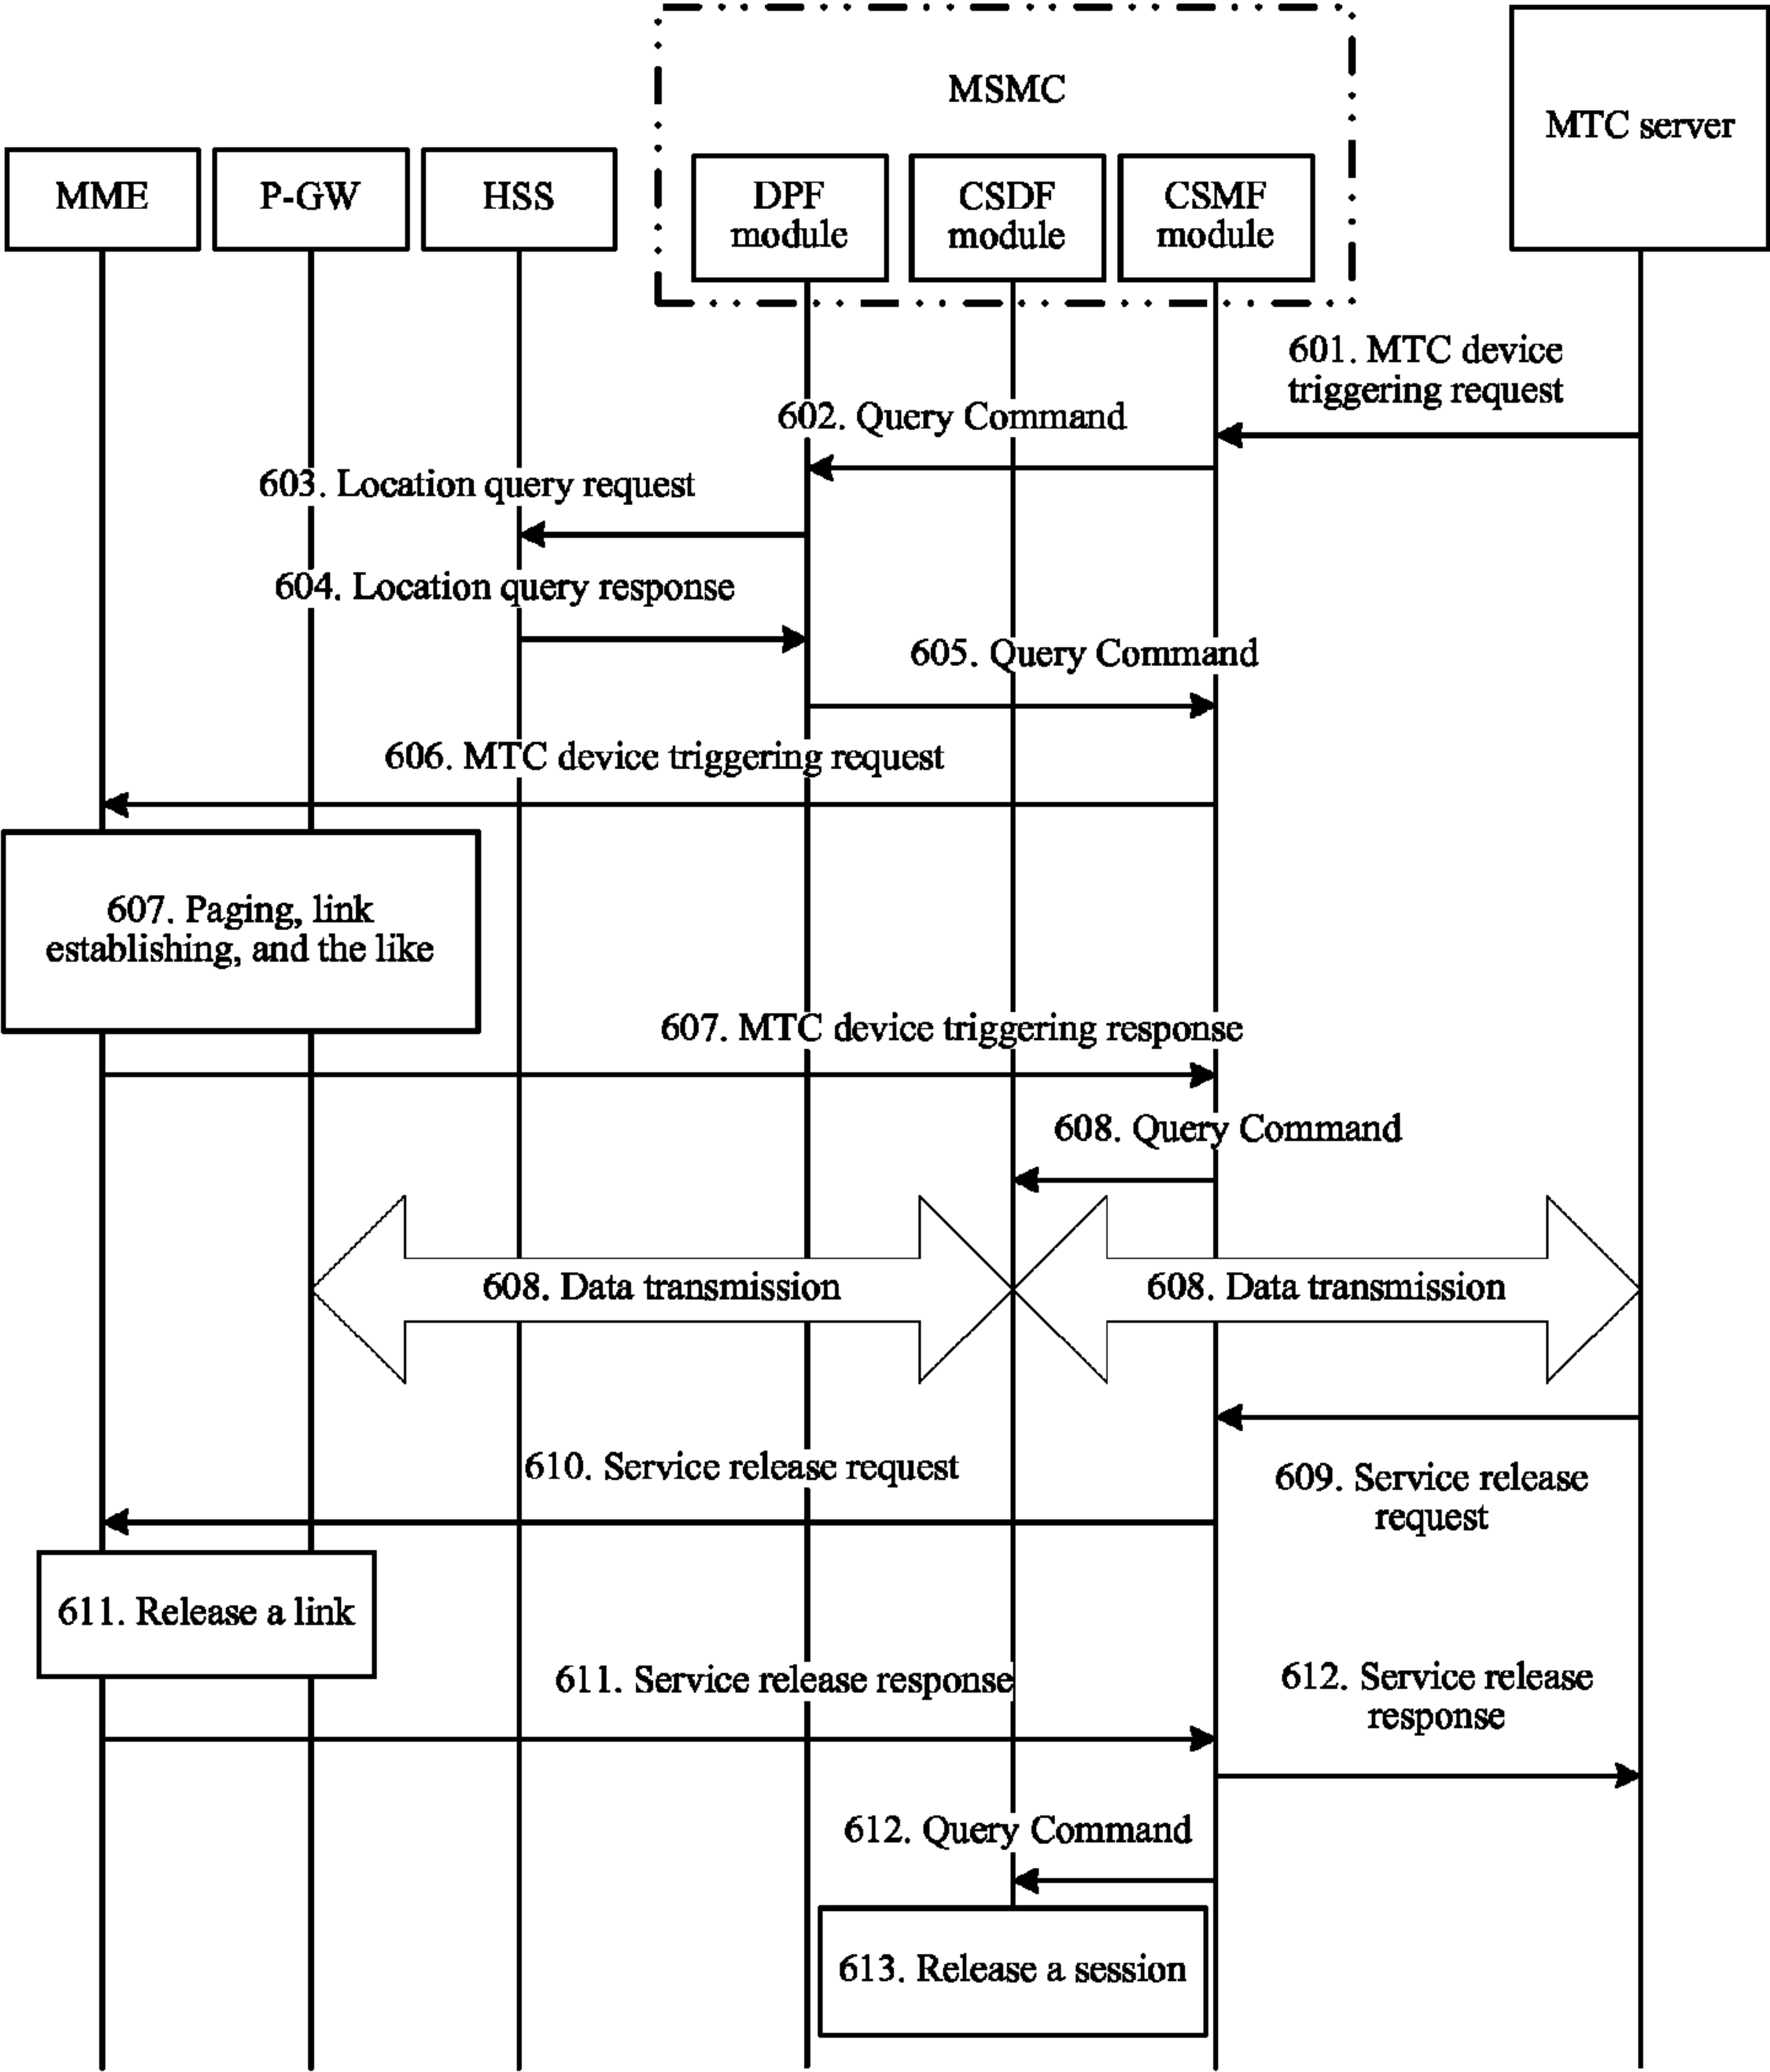 MSMC
MTC server
MME
P-GW
HSS
DPF
module
CSDF
module
CSMF
module
601. MTC device
triggering request
602. Query Command
603. Location query request
604. Location query response
605. Query Command
606. MTC device triggering request
607. Paging, link
establishing, and the like
607. MTC device triggering response
608. Query Command
608. Data transmission
608. Data transmission
610. Service release request
609. Service release
request
611. Release a link
611. Service release response
612. Service release
response
612. Query Command
613. Release a session